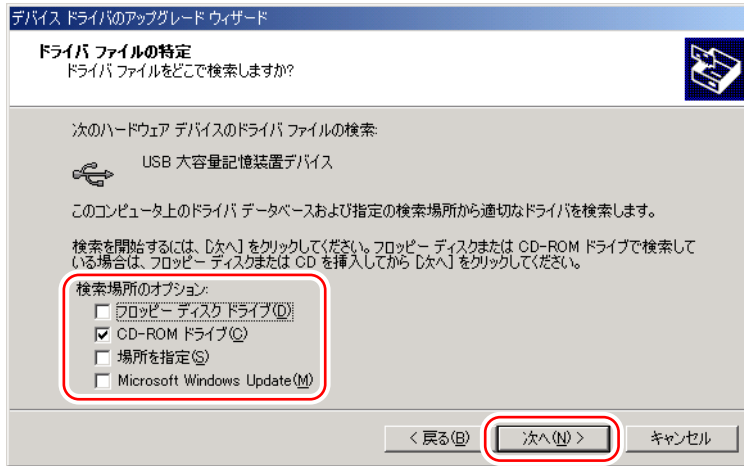 デバイス ドライバのアップグレード ウィザード
ドライバ ファイルの特定
ドライバ ファイルをどこで検索しますか?
次のハードウェア デバイスのドライバ ファイルの検索:
USB 大容量記憶装置デバイス
このコンピュータ上のドライバ データベースおよび指定の検索場所から適切なドライバを検索します。
検索を開始するには、[次へ] をクリックしてください。フロッピー ディスクまたは CD-ROM ドライブで検索して
いる場合は、フロッピー ディスクまたは CD を挿入してから [次へ] をクリックしてください。
検索場所のオプション:
フロッピー ディスク ドライブ(D)
CD-ROM ドライブ(C)
場所を指定(S)
Microsoft Windows Update(M)
< 戻る(B)
次へ(N) >
キャンセル